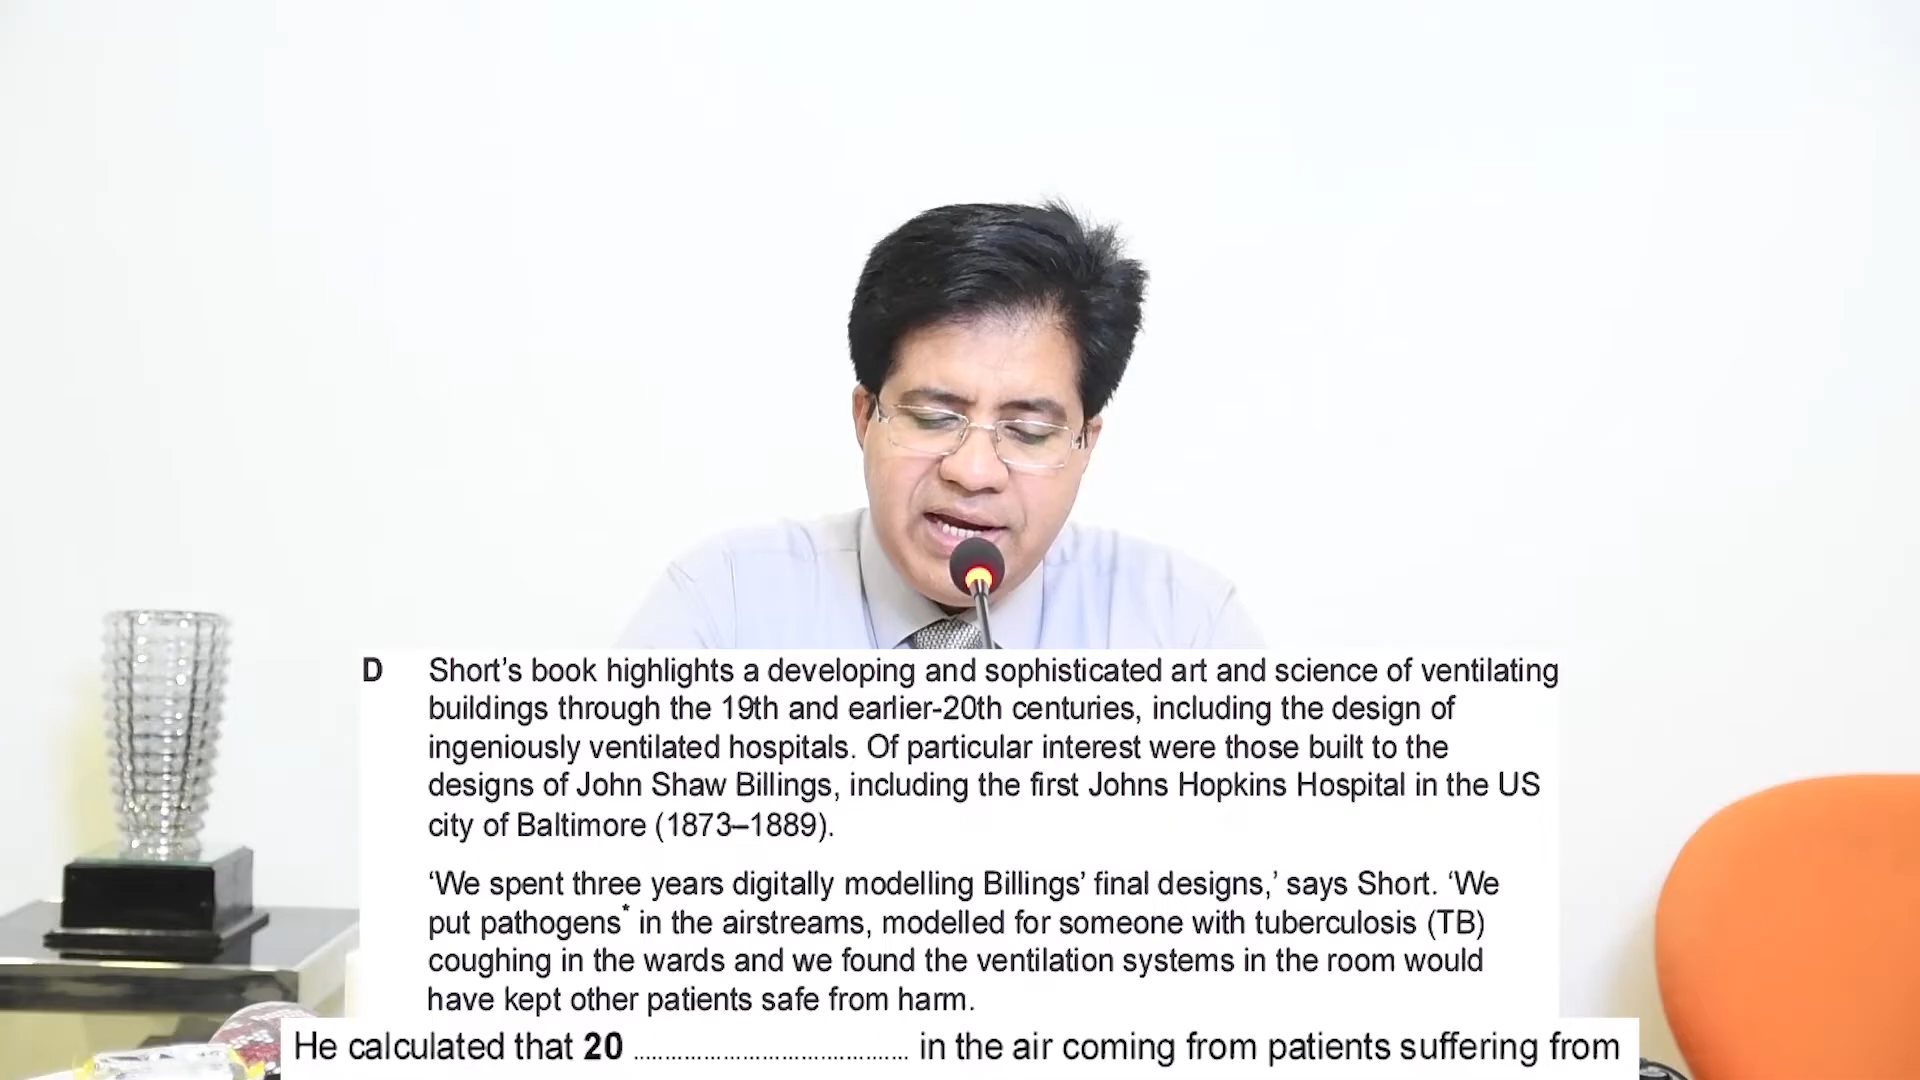 D Short’s book highlights a developing and sophisticated art and science of ventilating
buildings through the 19th and earlier-20th centuries, including the design of
ingeniously ventilated hospitals. Of particular interest were those built to the
designs of John Shaw Billings, including the first Johns Hopkins Hospital in the US
city of Baltimore (1873–1889).
‘We spent three years digitally modelling Billings’ final designs,’ says Short. ‘We
put pathogens* in the airstreams, modelled for someone with tuberculosis (TB)
coughing in the wards and we found the ventilation systems in the room would
have kept other patients safe from harm.
He calculated that 20 ............................................ in the air coming from patients suffering from